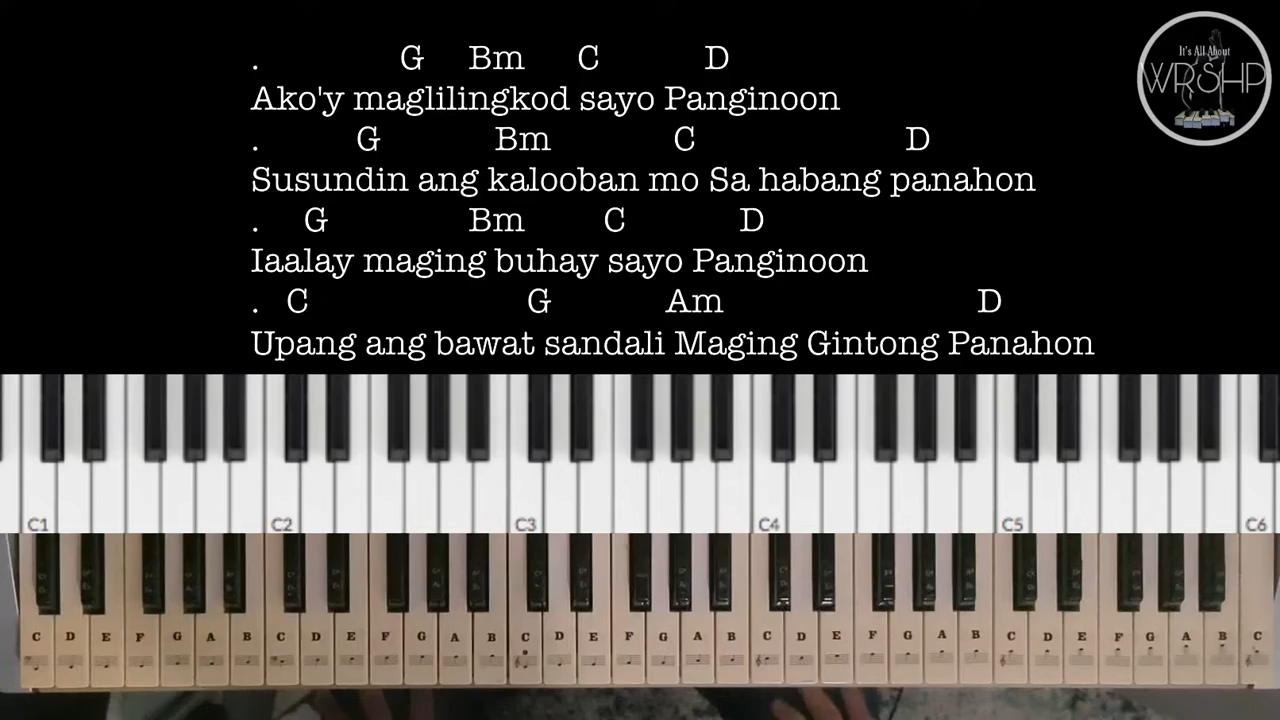 . G Bm C D
Ako'y maglilingkod sayo Panginoon
. G Bm C D
Susundin ang kalooban mo Sa habang panahon
. G Bm C D
Iaalay maging buhay sayo Panginoon
. C G Am D
Upang ang bawat sandali Maging Gintong Panahon
It's All About
WRSHP
C1 C2 C3 C4 C5 C6
C D E F G A B C D E F G A B C D E F G A B C D E F G A B C D E F G A B C